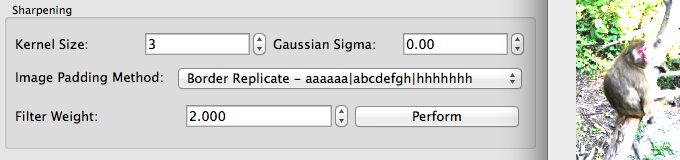 Sharpening
Kernel Size: 3 Gaussian Sigma: 0.00
Image Padding Method: Border Replicate - aaaaaa|abcdefgh|hhhhhhh
Filter Weight: 2.000 Perform